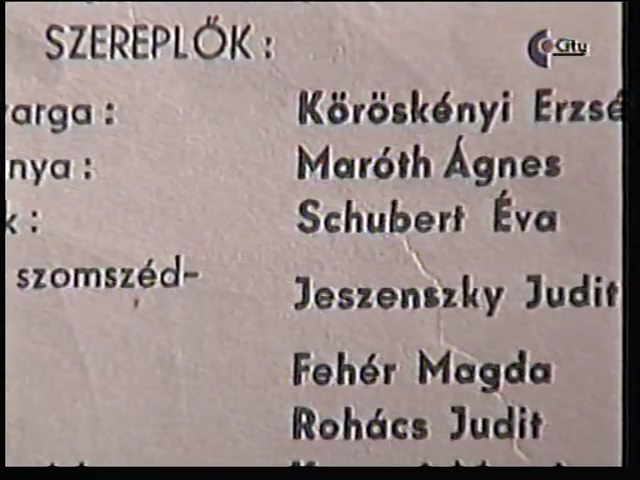 SZEREPLŐK:
City
arga: Köröskényi Erzsé
nya: Maróth Ágnes
k: Schubert Éva
szomszéd-
Jeszenszky Judit
Fehér Magda
Rohács Judit